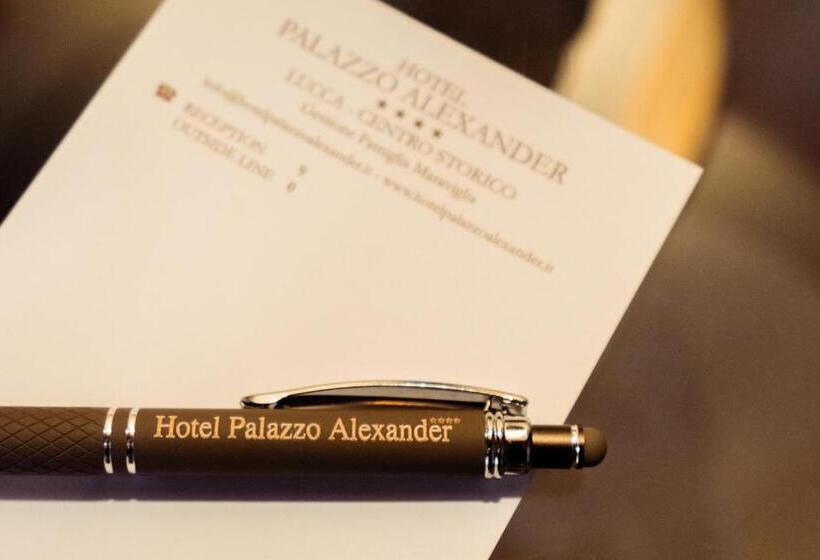 HOTEL
PALAZZO ALEXANDER
★★★★
LUCCA - CENTRO STORICO
Gestione Famiglia Maraviglia
info@hotelpalazzoalexander.it - www.hotelpalazzoalexander.it
☎ RECEPTION 9
OUTSIDE LINE 0
Hotel Palazzo Alexander ★★★★